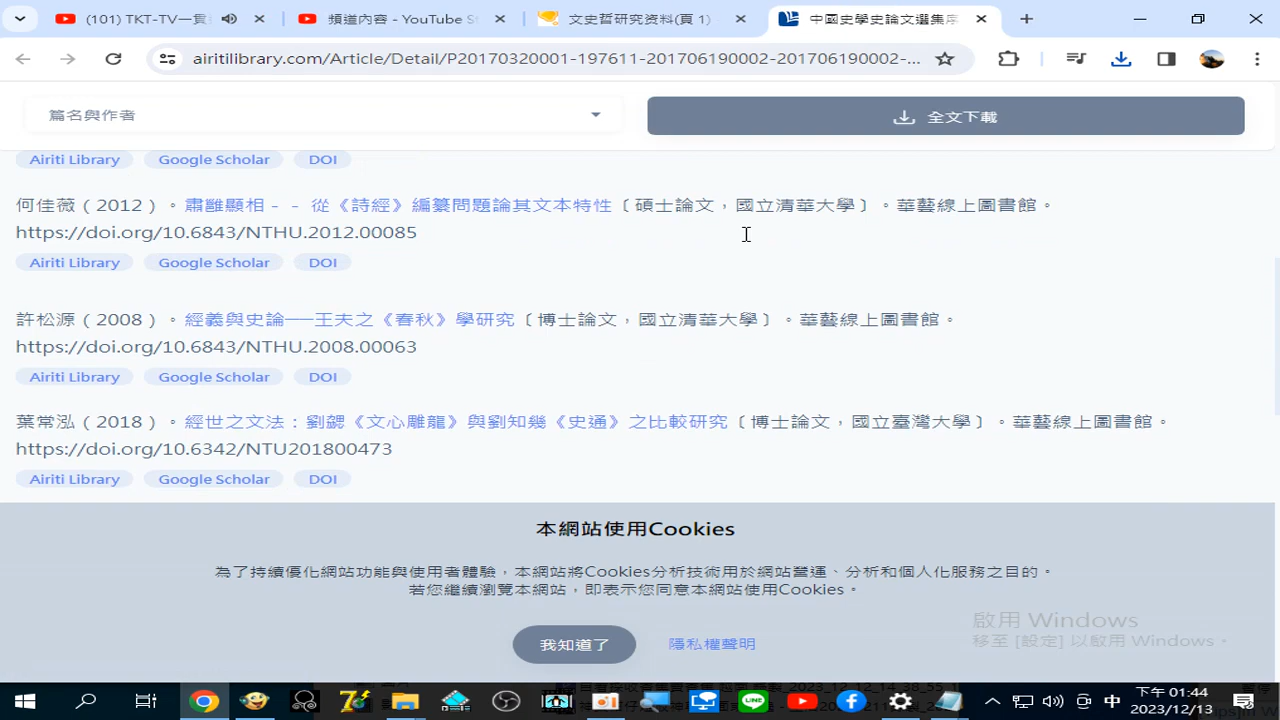 (101) TKT-TV一貫
頻道內容 - YouTube S
文史哲研究资料(頁 1)
中國史學史論文選集序
airitilibrary.com/Article/Detail/P20170320001-197611-201706190002-201706190002-...
篇名與作者
全文下載
Airiti Library Google Scholar DOI
何佳薇（2012）。肅雝顯相－－從《詩經》編纂問題論其文本特性〔碩士論文，國立清華大學〕。華藝線上圖書館。
https://doi.org/10.6843/NTHU.2012.00085
Airiti Library Google Scholar DOI
許松源（2008）。經義與史論──王夫之《春秋》學研究〔博士論文，國立清華大學〕。華藝線上圖書館。
https://doi.org/10.6843/NTHU.2008.00063
Airiti Library Google Scholar DOI
葉常泓（2018）。經世之文法：劉勰《文心雕龍》與劉知幾《史通》之比較研究〔博士論文，國立臺灣大學〕。華藝線上圖書館。
https://doi.org/10.6342/NTU201800473
Airiti Library Google Scholar DOI
本網站使用Cookies
為了持續優化網站功能與使用者體驗，本網站將Cookies分析技術用於網站營運、分析和個人化服務之目的。
若您繼續瀏覽本網站，即表示您同意本網站使用Cookies。
我知道了 隱私權聲明
啟用 Windows
移至 [設定] 以啟用 Windows。
中
下午 01:44
2023/12/13